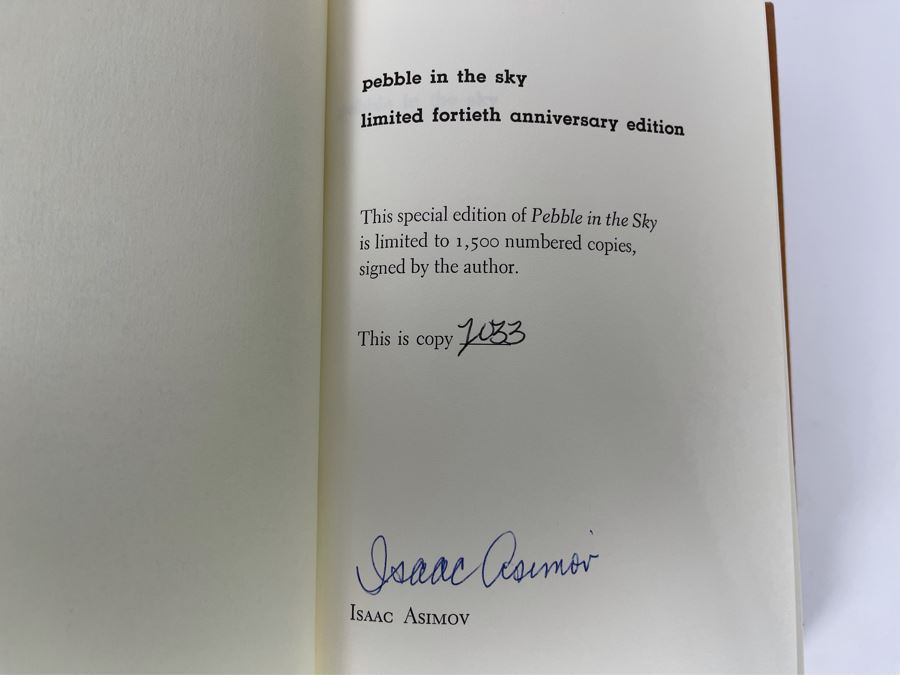 pebble in the sky
limited fortieth anniversary edition
This special edition of Pebble in the Sky
is limited to 1,500 numbered copies,
signed by the author.
This is copy 1033
Isaac Asimov
Isaac Asimov